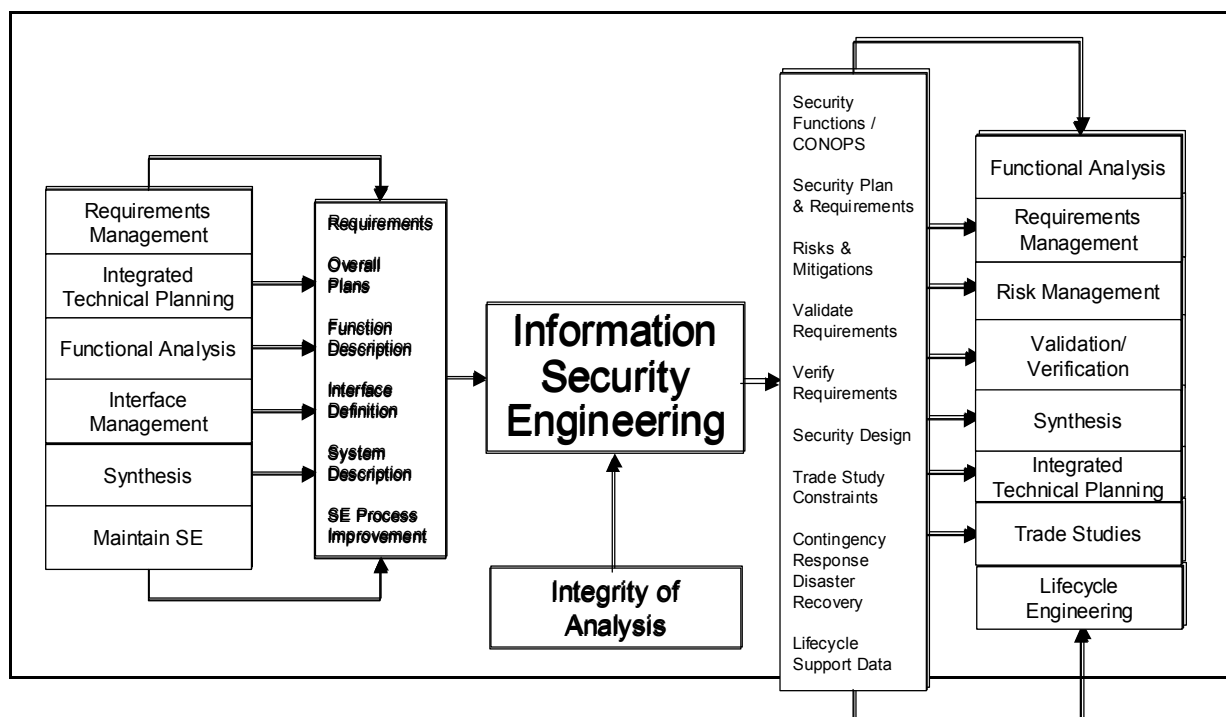 Requirements
Management
Integrated
Technical Planning
Functional Analysis
Interface
Management
Synthesis
Maintain SE
Requirements
Overall
Plans
Function
Description
Interface
Definition
System
Description
SE Process
Improvement
Information
Security
Engineering
Integrity of
Analysis
Security
Functions /
CONOPS
Security Plan
& Requirements
Risks &
Mitigations
Validate
Requirements
Verify
Requirements
Security Design
Trade Study
Constraints
Contingency
Response
Disaster
Recovery
Lifecycle
Support Data
Functional Analysis
Requirements
Management
Risk Management
Validation/
Verification
Synthesis
Integrated
Technical Planning
Trade Studies
Lifecycle
Engineering